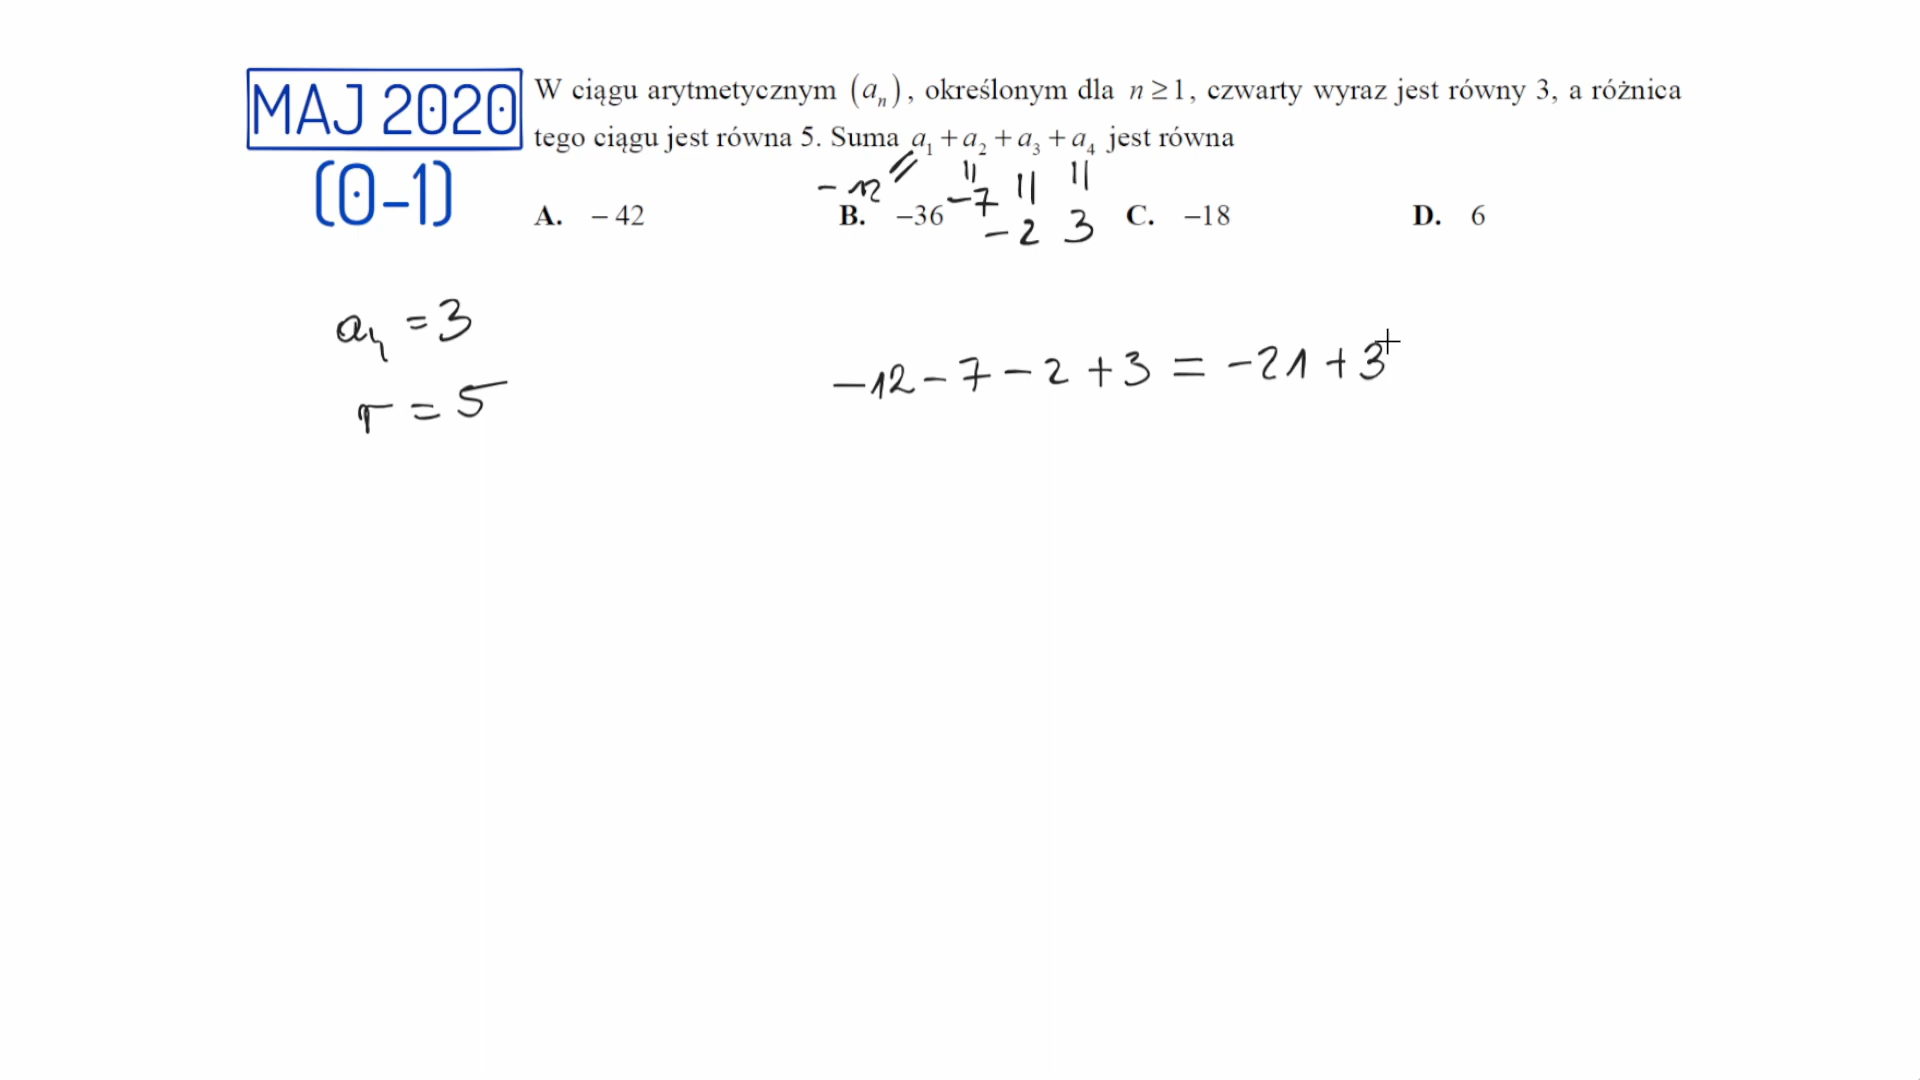 MAJ 2020
(0-1)
W ciągu arytmetycznym (aₙ), określonym dla n ≥ 1, czwarty wyraz jest równy 3, a różnica
tego ciągu jest równa 5. Suma a₁ + a₂ + a₃ + a₄ jest równa
-12 = || -7 || -2 || 3
A. – 42 B. –36 C. –18 D. 6
a₄ = 3
r = 5
-12 - 7 - 2 + 3 = -21 + 3